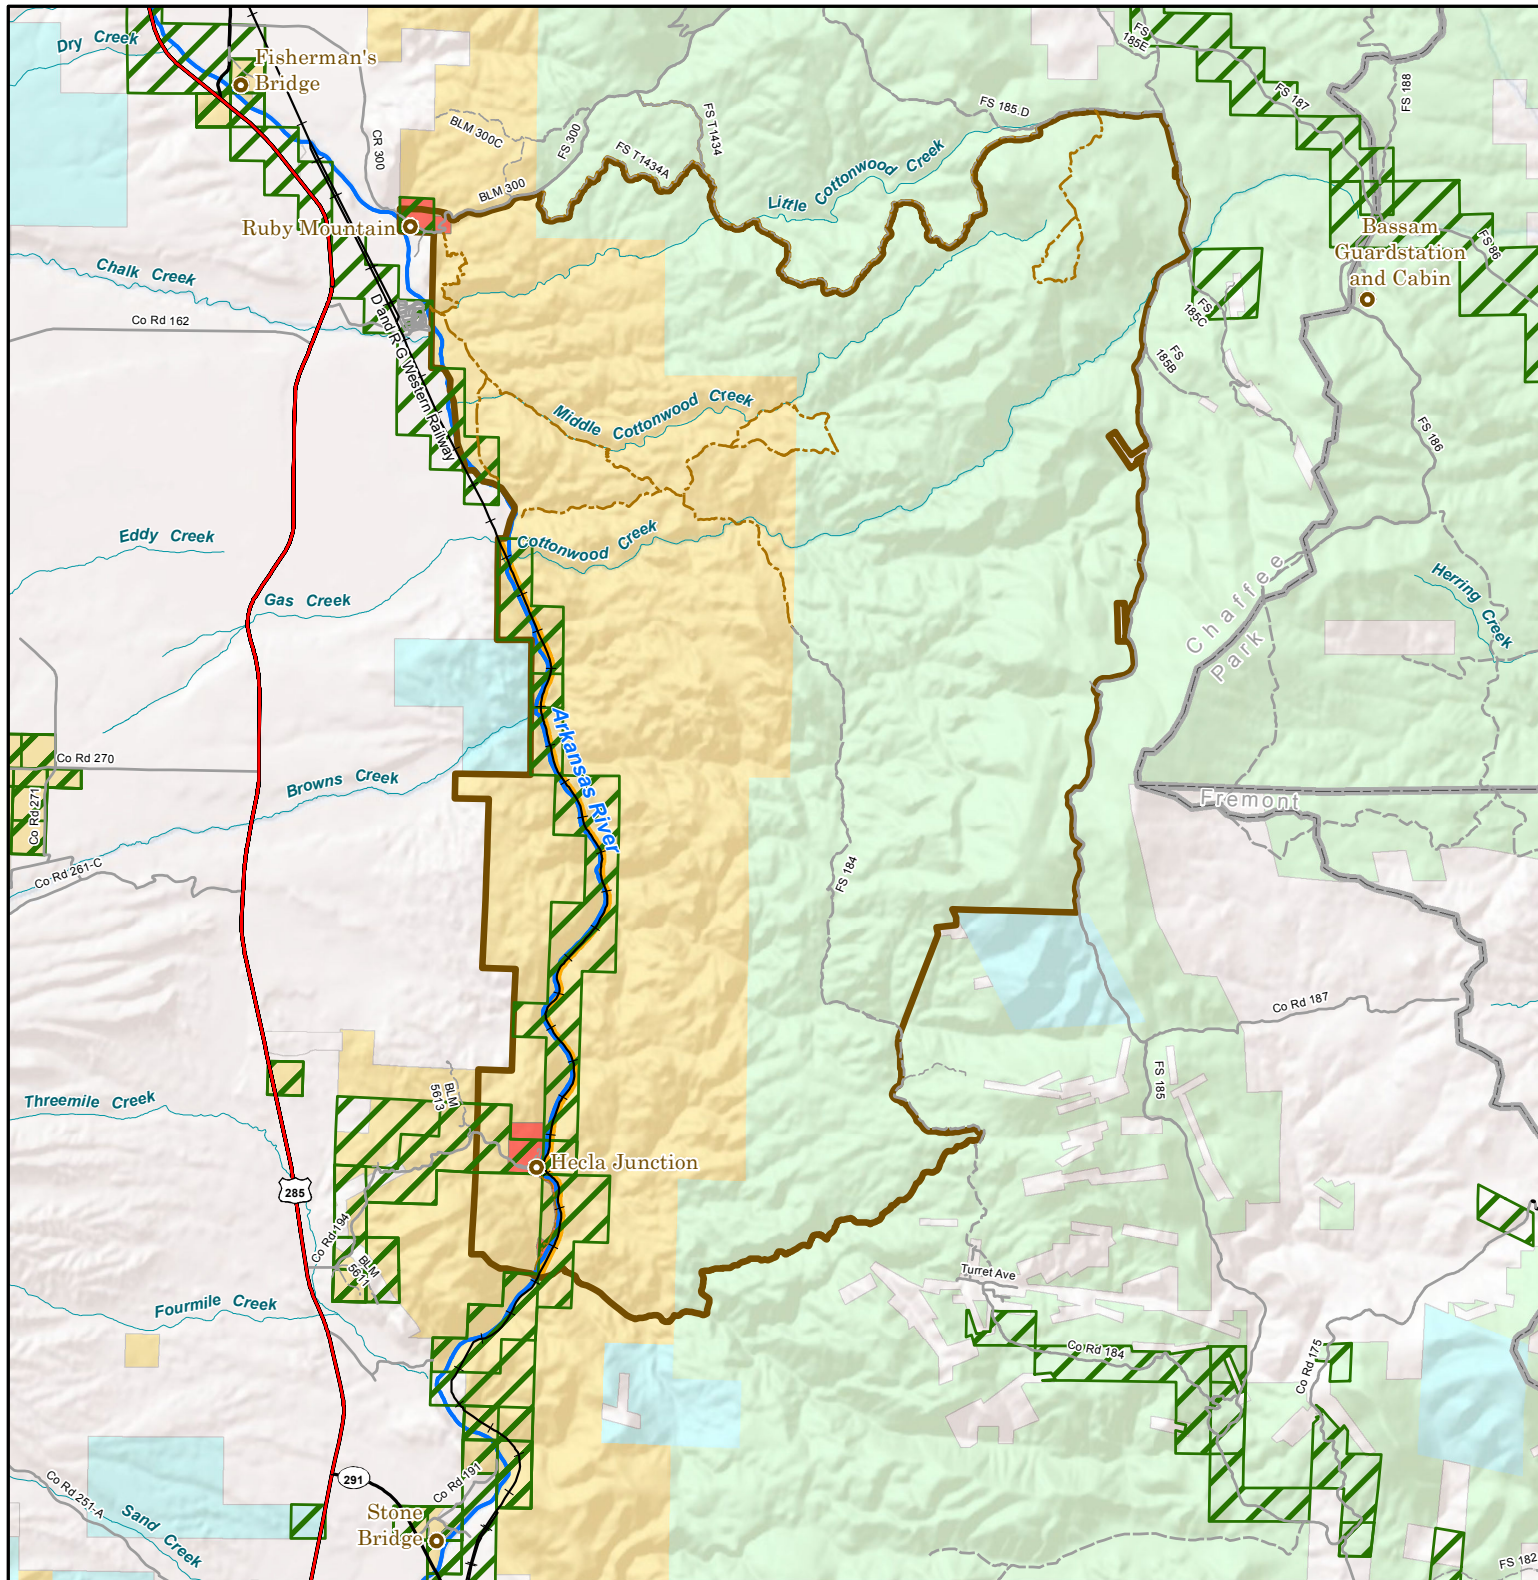 Dry Creek
Fisherman's
Bridge
FS
185E
FS 187
FS 188
CR 300
BLM 300C
FS 300
FS T1434
FS T1434A
FS 185.D
BLM 300
Little Cottonwood Creek
Ruby Mountain
Bassam
Guardstation
and Cabin
FS 86
Chalk Creek
Co Rd 162
D and R G Western Railway
FS
185C
FS
185B
Middle Cottonwood Creek
FS 186
Eddy Creek
Cottonwood Creek
Gas Creek
Chaffee
Park
Herring Creek
Arkansas River
Co Rd 270
Co Rd 271
Browns Creek
Fremont
Co Rd 261-C
FS 184
Co Rd 187
Threemile Creek
BLM
5613
FS 185
Hecla Junction
285
Co Rd 194
BLM
5611
Turret Ave
Fourmile Creek
Co Rd 184
Co Rd 175
291
Co Rd 191
Co Rd 251-A
Sand Creek
Stone
Bridge
FS 182